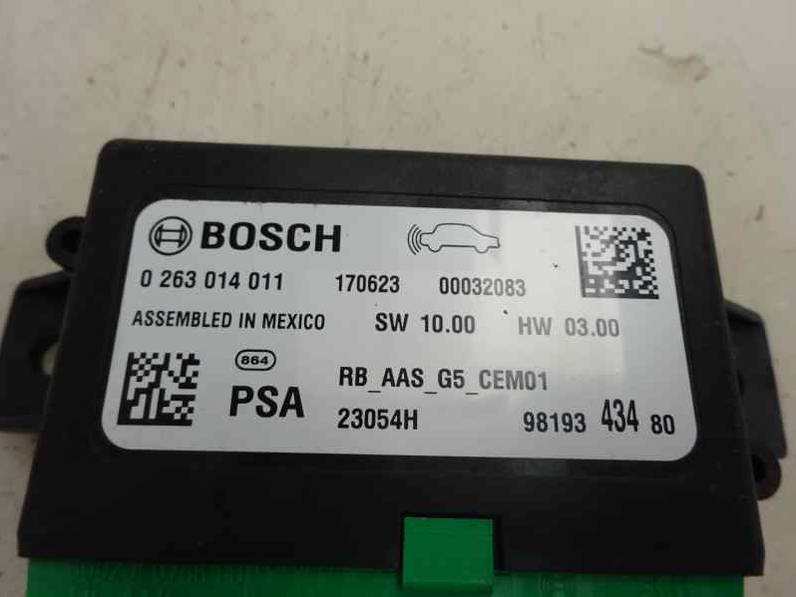 BOSCH
0 263 014 011 170623 00032083
ASSEMBLED IN MEXICO SW 10.00 HW 03.00
864 RB_AAS_G5_CEM01
PSA 23054H 98193 434 80